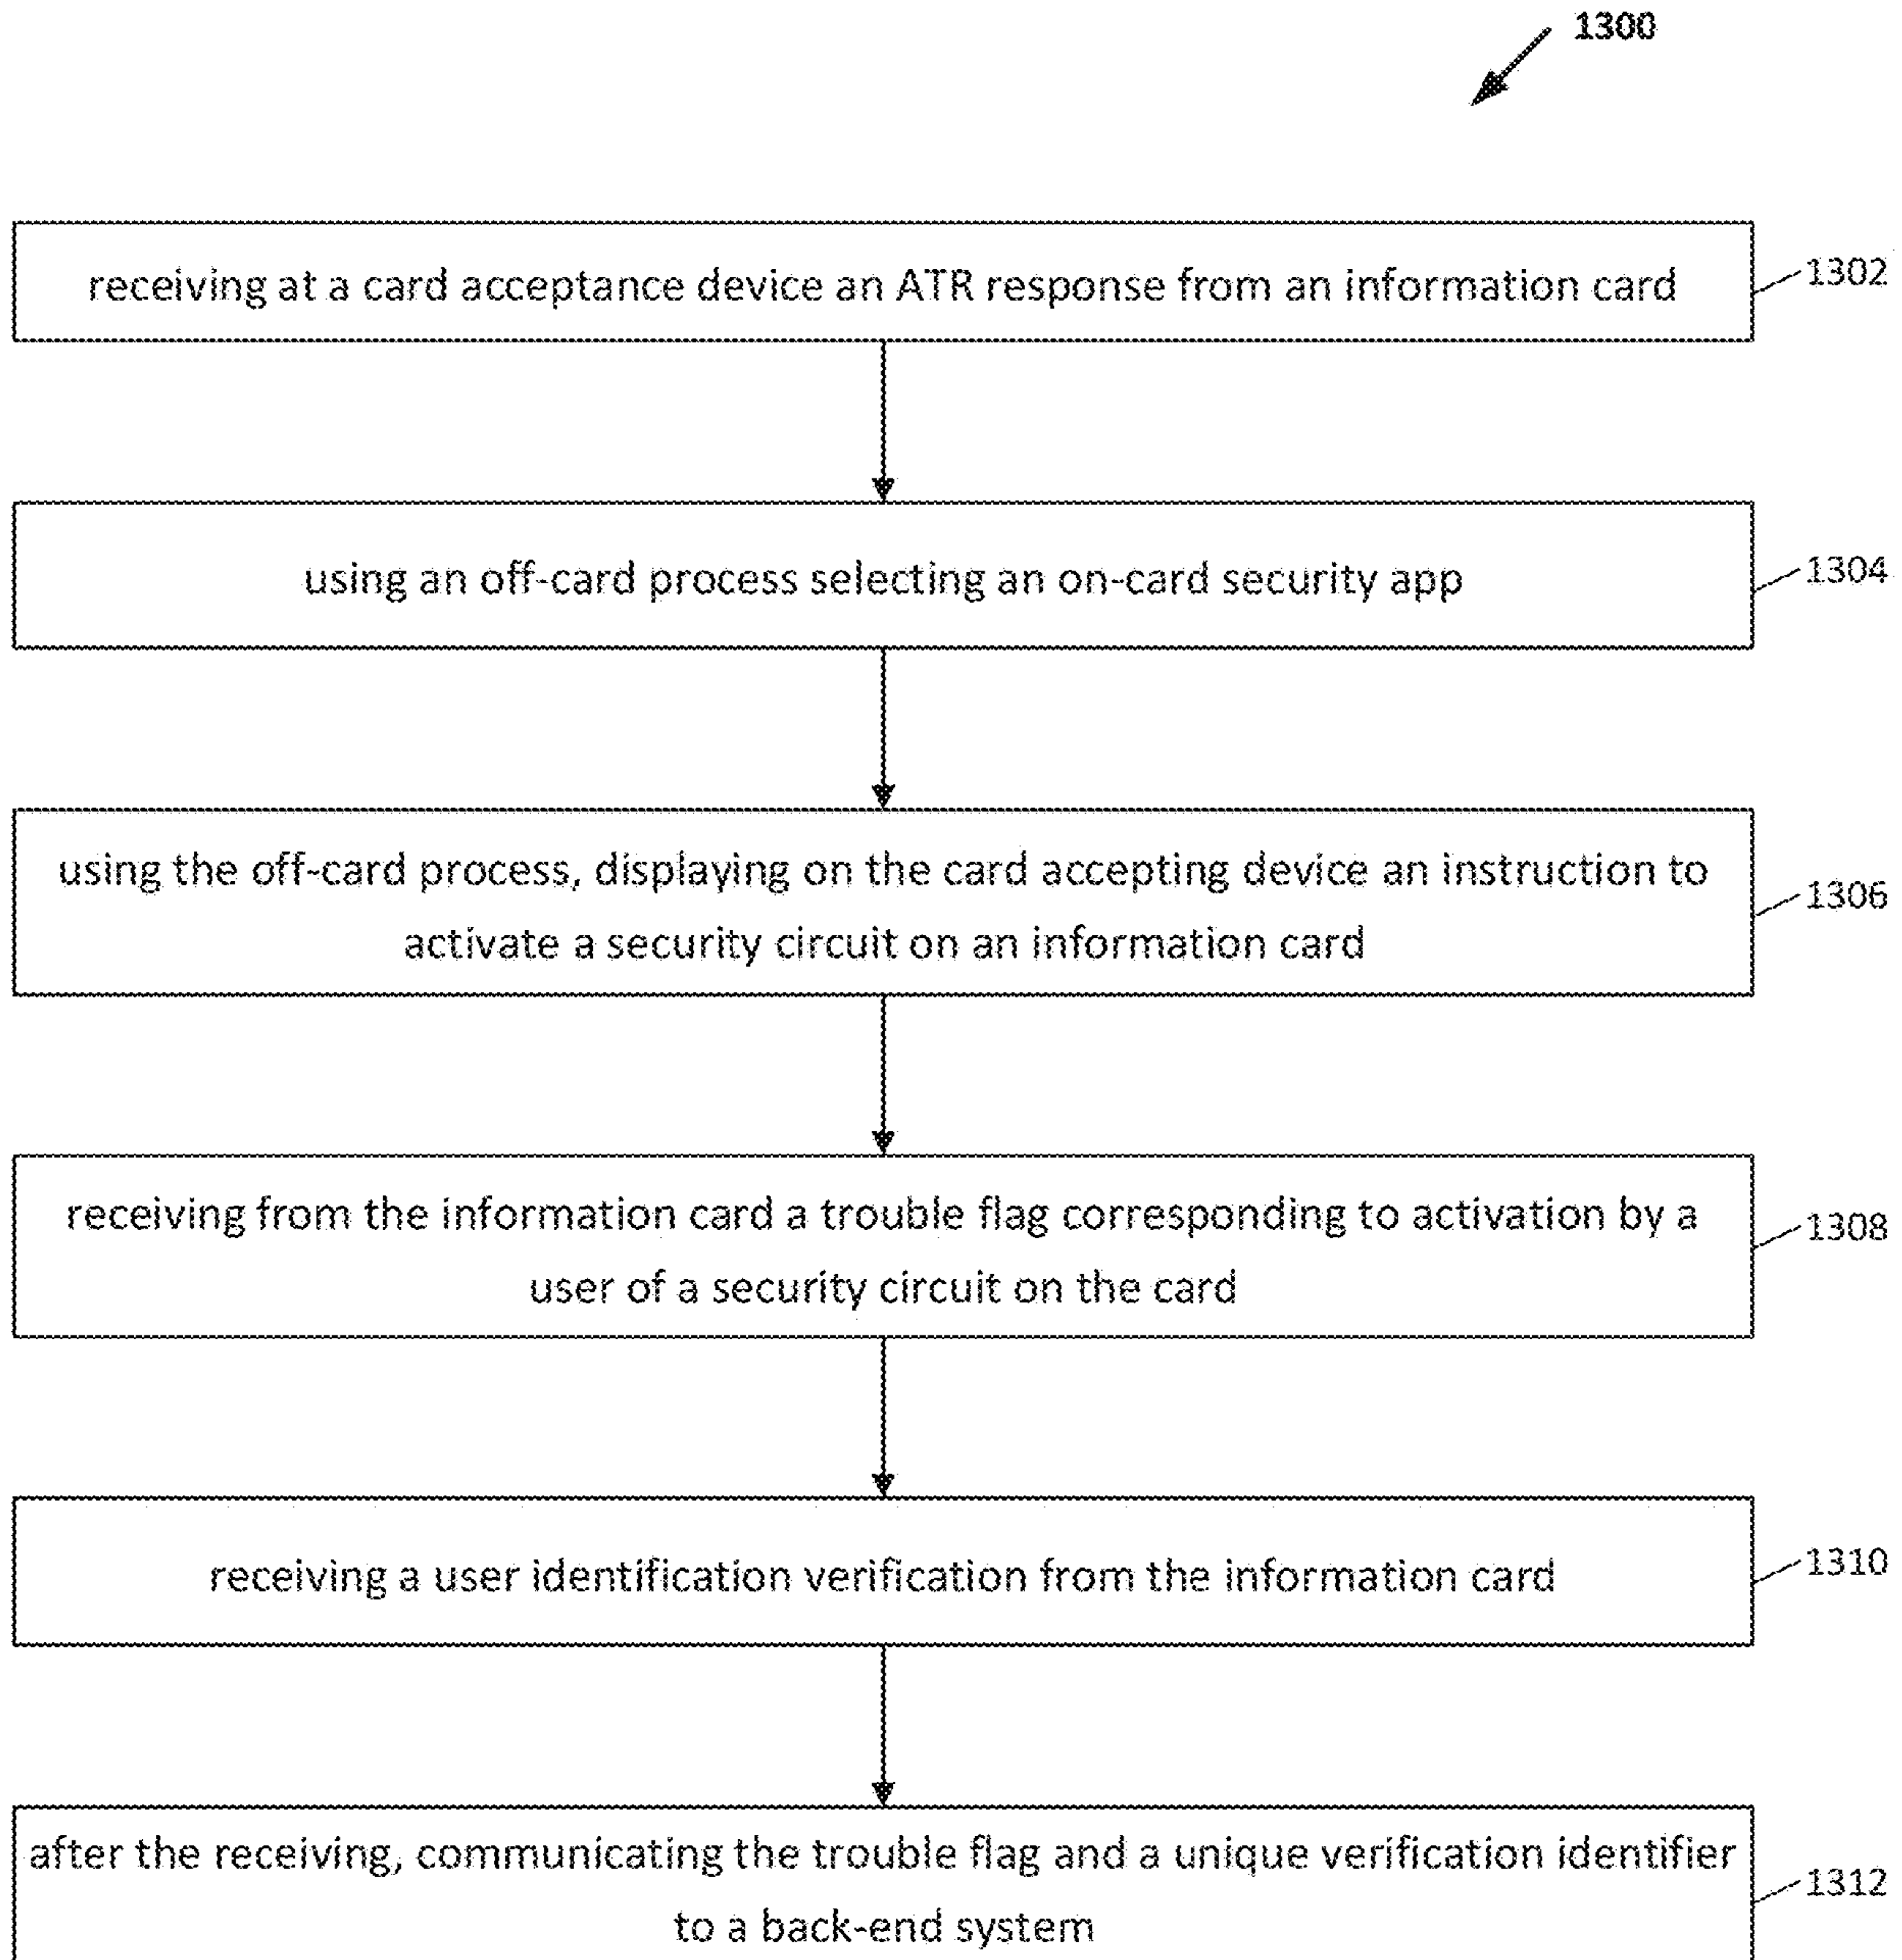 1300
receiving at a card acceptance device an ATR response from an information card
1302
using an off-card process selecting an on-card security app
1304
using the off-card process, displaying on the card accepting device an instruction to
activate a security circuit on an information card
1306
receiving from the information card a trouble flag corresponding to activation by a
user of a security circuit on the card
1308
receiving a user identification verification from the information card
1310
after the receiving, communicating the trouble flag and a unique verification identifier
to a back-end system
1312